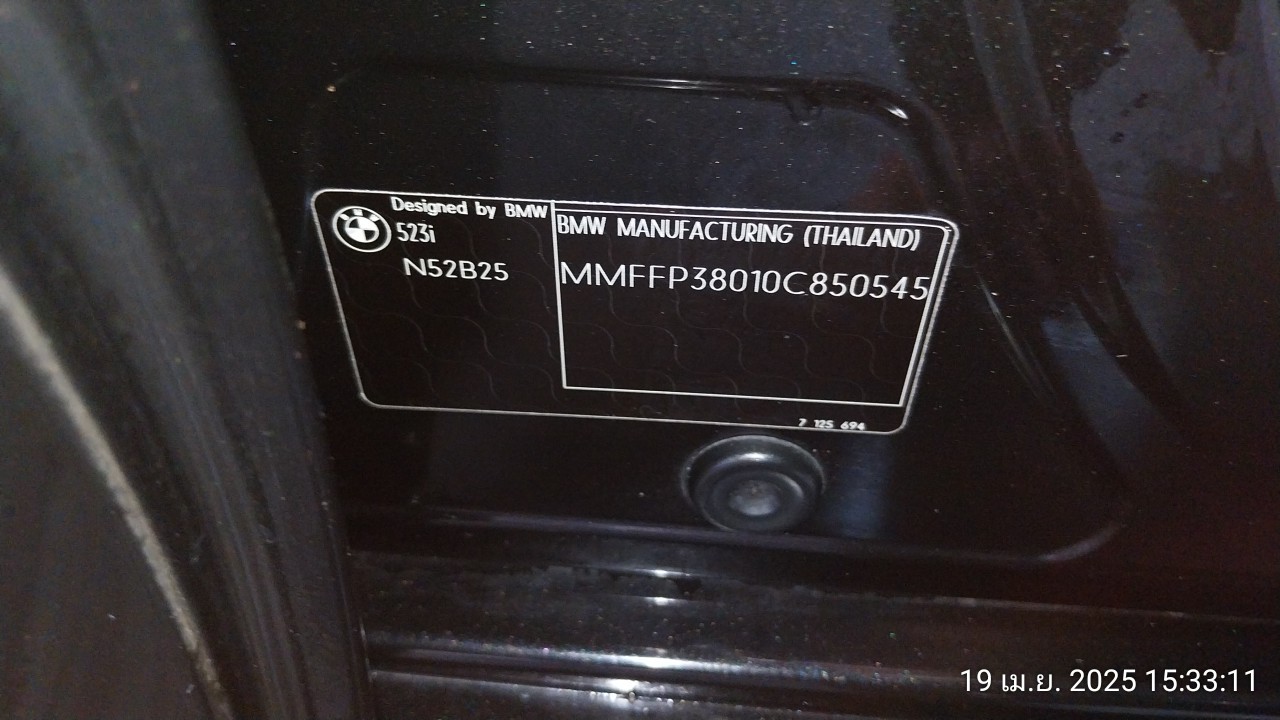 Designed by BMW
523i
N52B25
BMW MANUFACTURING (THAILAND)
MMFFP38010C850545
7 125 694
19 เม.ย. 2025 15:33:11